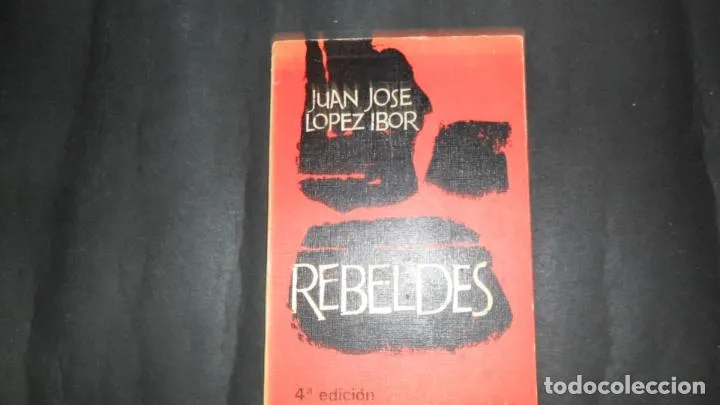 JUAN JOSE
LOPEZ IBOR
REBELDES
4ª edición
todocoleccion